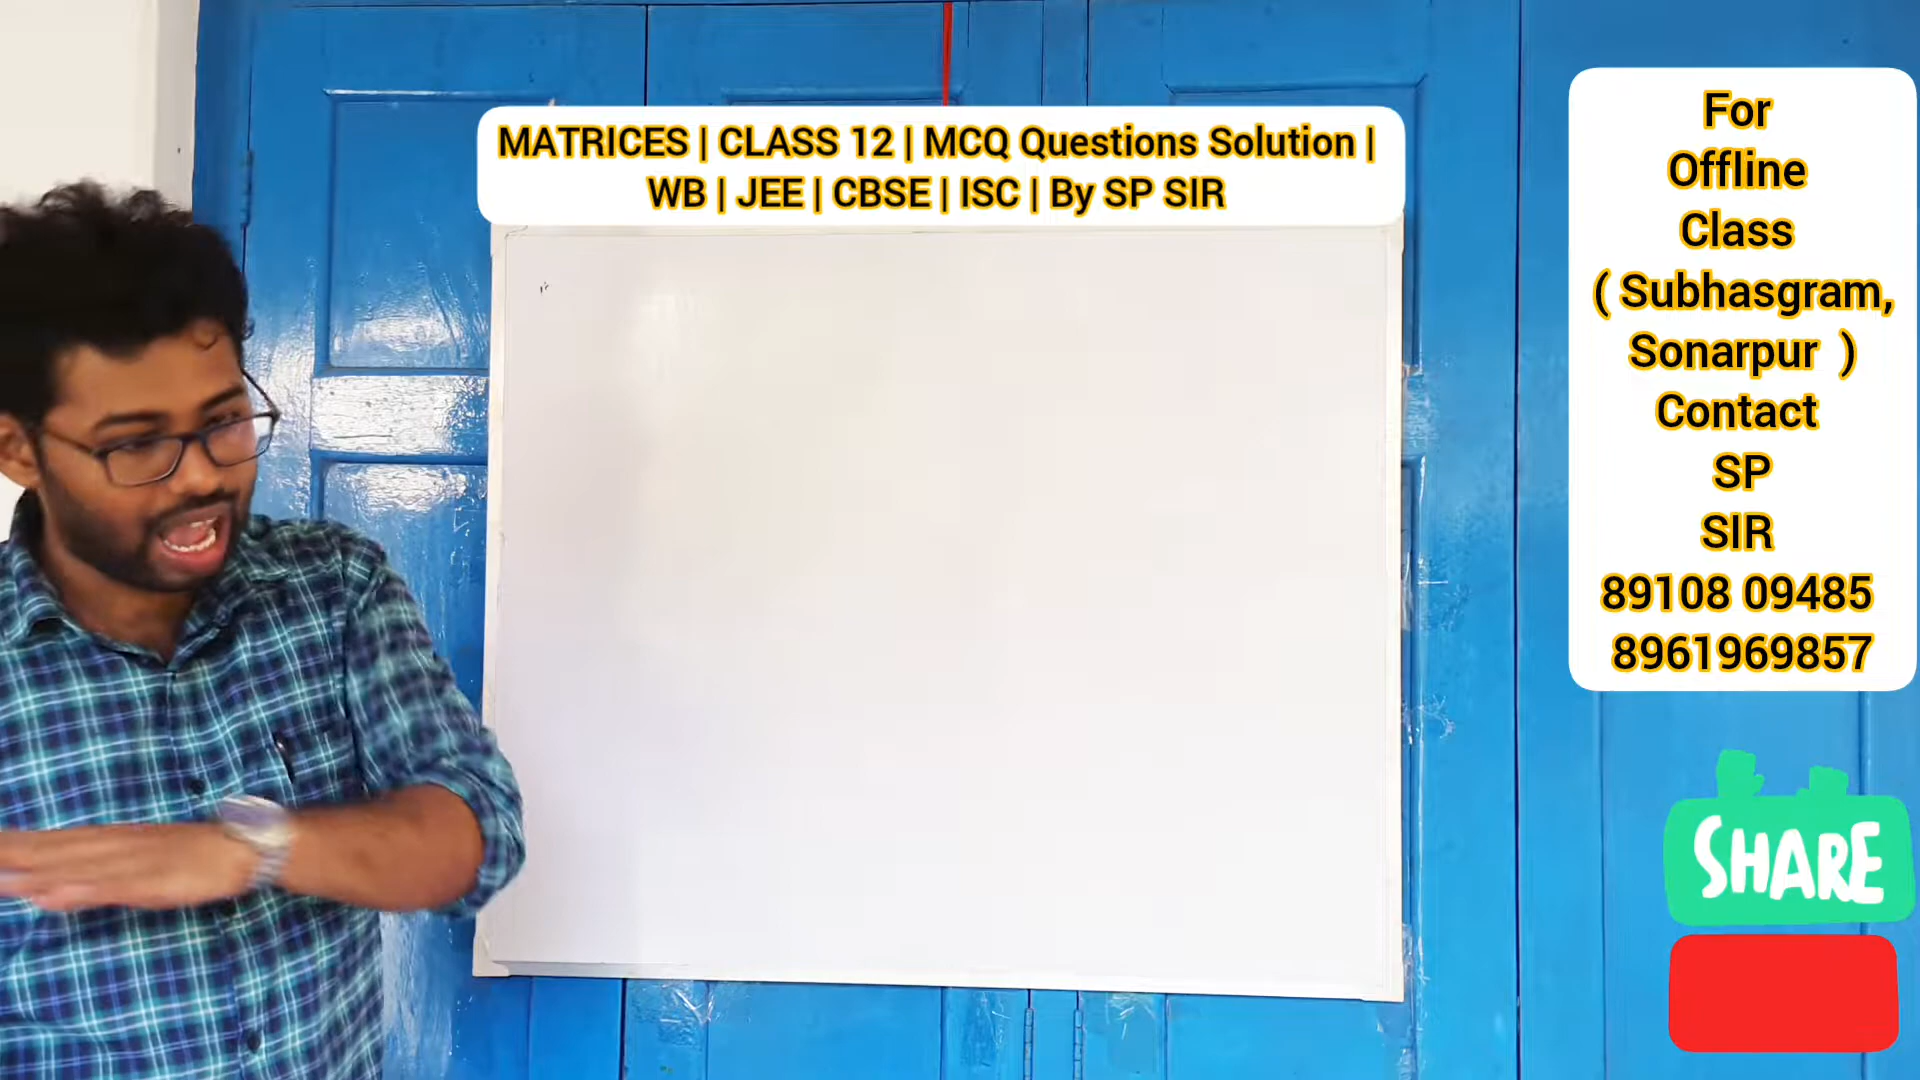 MATRICES | CLASS 12 | MCQ Questions Solution |
WB | JEE | CBSE | ISC | By SP SIR
For
Offline
Class
( Subhasgram,
Sonarpur )
Contact
SP
SIR
89108 09485
8961969857
SHARE